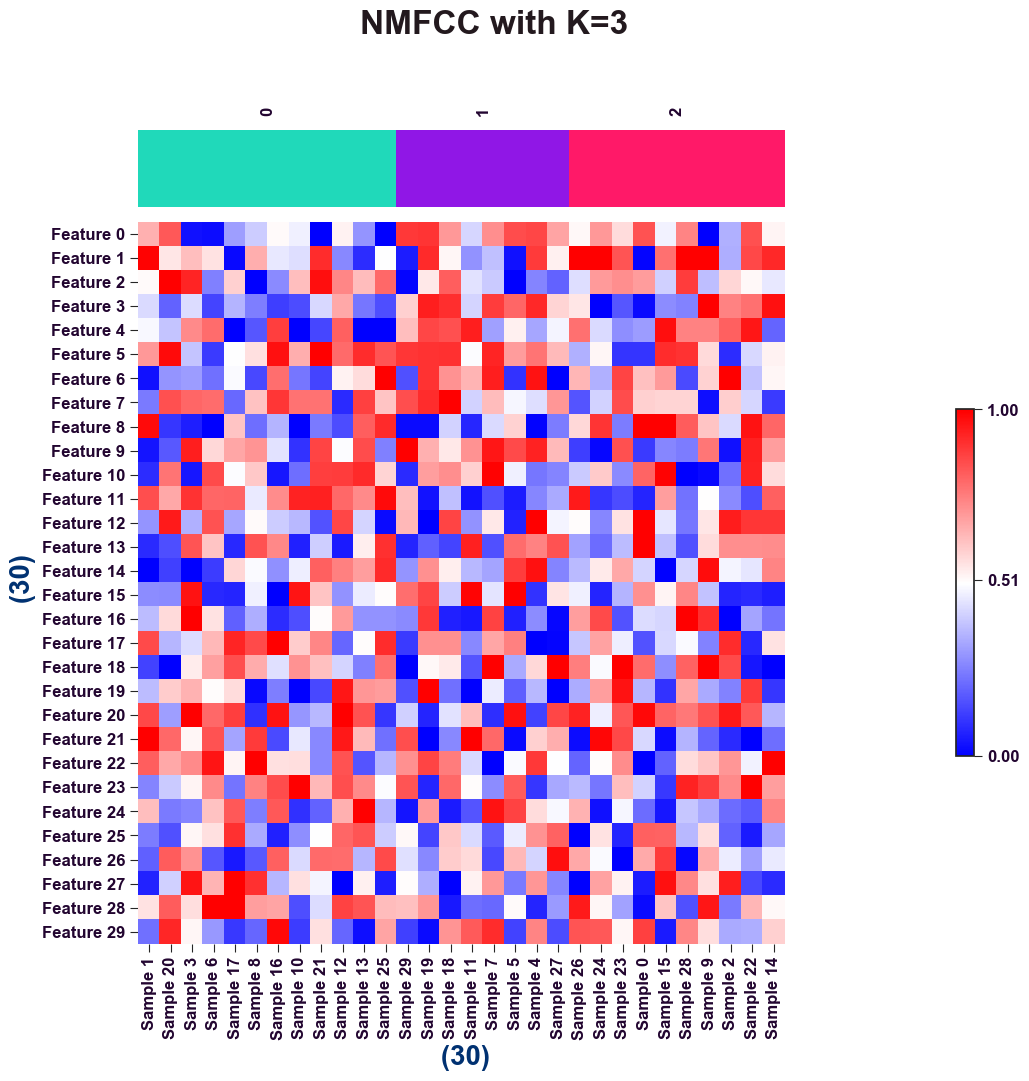 NMFCC with K=3
0
1
2
Feature 0
Feature 1
Feature 2
Feature 3
Feature 4
Feature 5
Feature 6
Feature 7
Feature 8
Feature 9
Feature 10
Feature 11
Feature 12
Feature 13
Feature 14
Feature 15
Feature 16
Feature 17
Feature 18
Feature 19
Feature 20
Feature 21
Feature 22
Feature 23
Feature 24
Feature 25
Feature 26
Feature 27
Feature 28
Feature 29
(30)
1.00
0.51
0.00
Sample 1
Sample 20
Sample 3
Sample 6
Sample 17
Sample 8
Sample 16
Sample 10
Sample 21
Sample 12
Sample 13
Sample 25
Sample 29
Sample 19
Sample 18
Sample 11
Sample 7
Sample 5
Sample 4
Sample 27
Sample 26
Sample 24
Sample 23
Sample 0
Sample 15
Sample 28
Sample 9
Sample 2
Sample 22
Sample 14
(30)